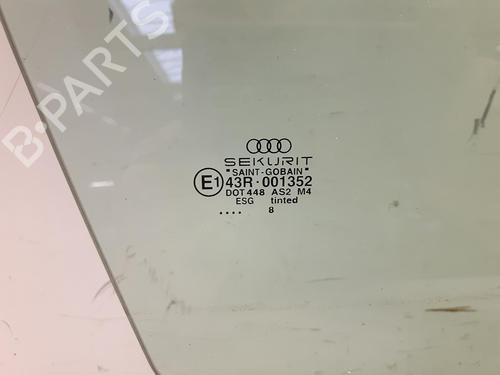 B-PARTS
SEKURIT
"SAINT-GOBAIN"
E1 43R-001352
DOT 448 AS2 M4
ESG tinted
.... 8